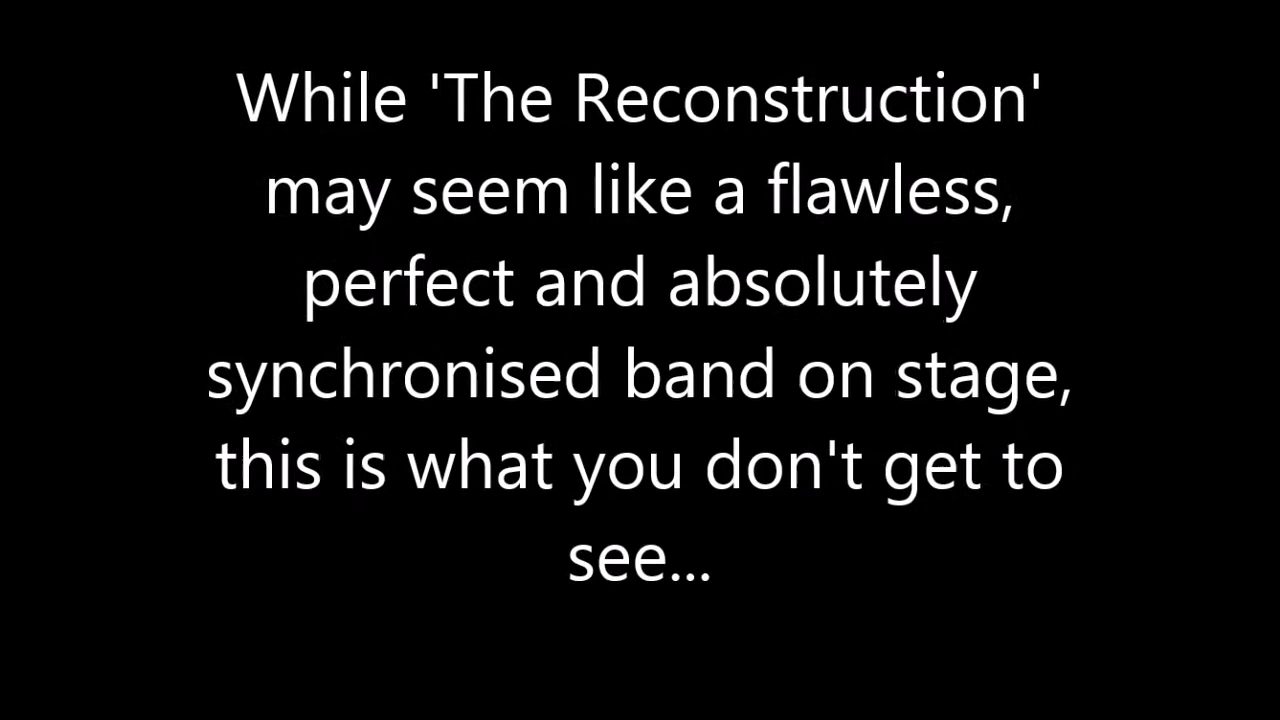 While 'The Reconstruction'
may seem like a flawless,
perfect and absolutely
synchronised band on stage,
this is what you don't get to
see...